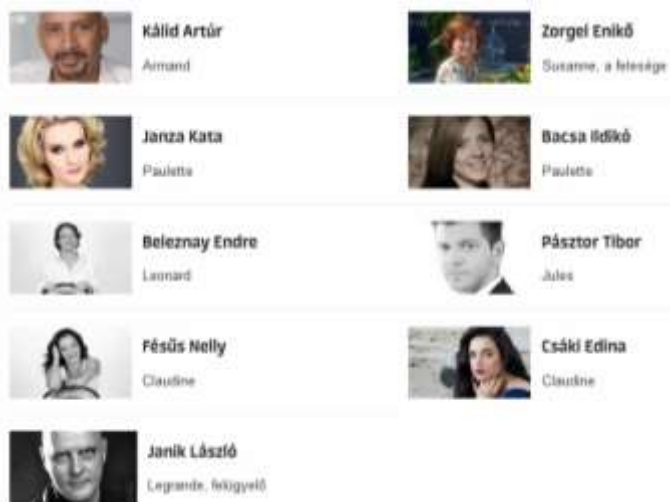 Kálid Artúr
Armand
Zorgel Enikő
Susanne, a felesége
Janza Kata
Paulette
Bacsa Ildikó
Paulette
Beleznay Endre
Leonard
Pásztor Tibor
Jules
Fésűs Nelly
Claudine
Csáki Edina
Claudine
Janik László
Legrande, felügyelő